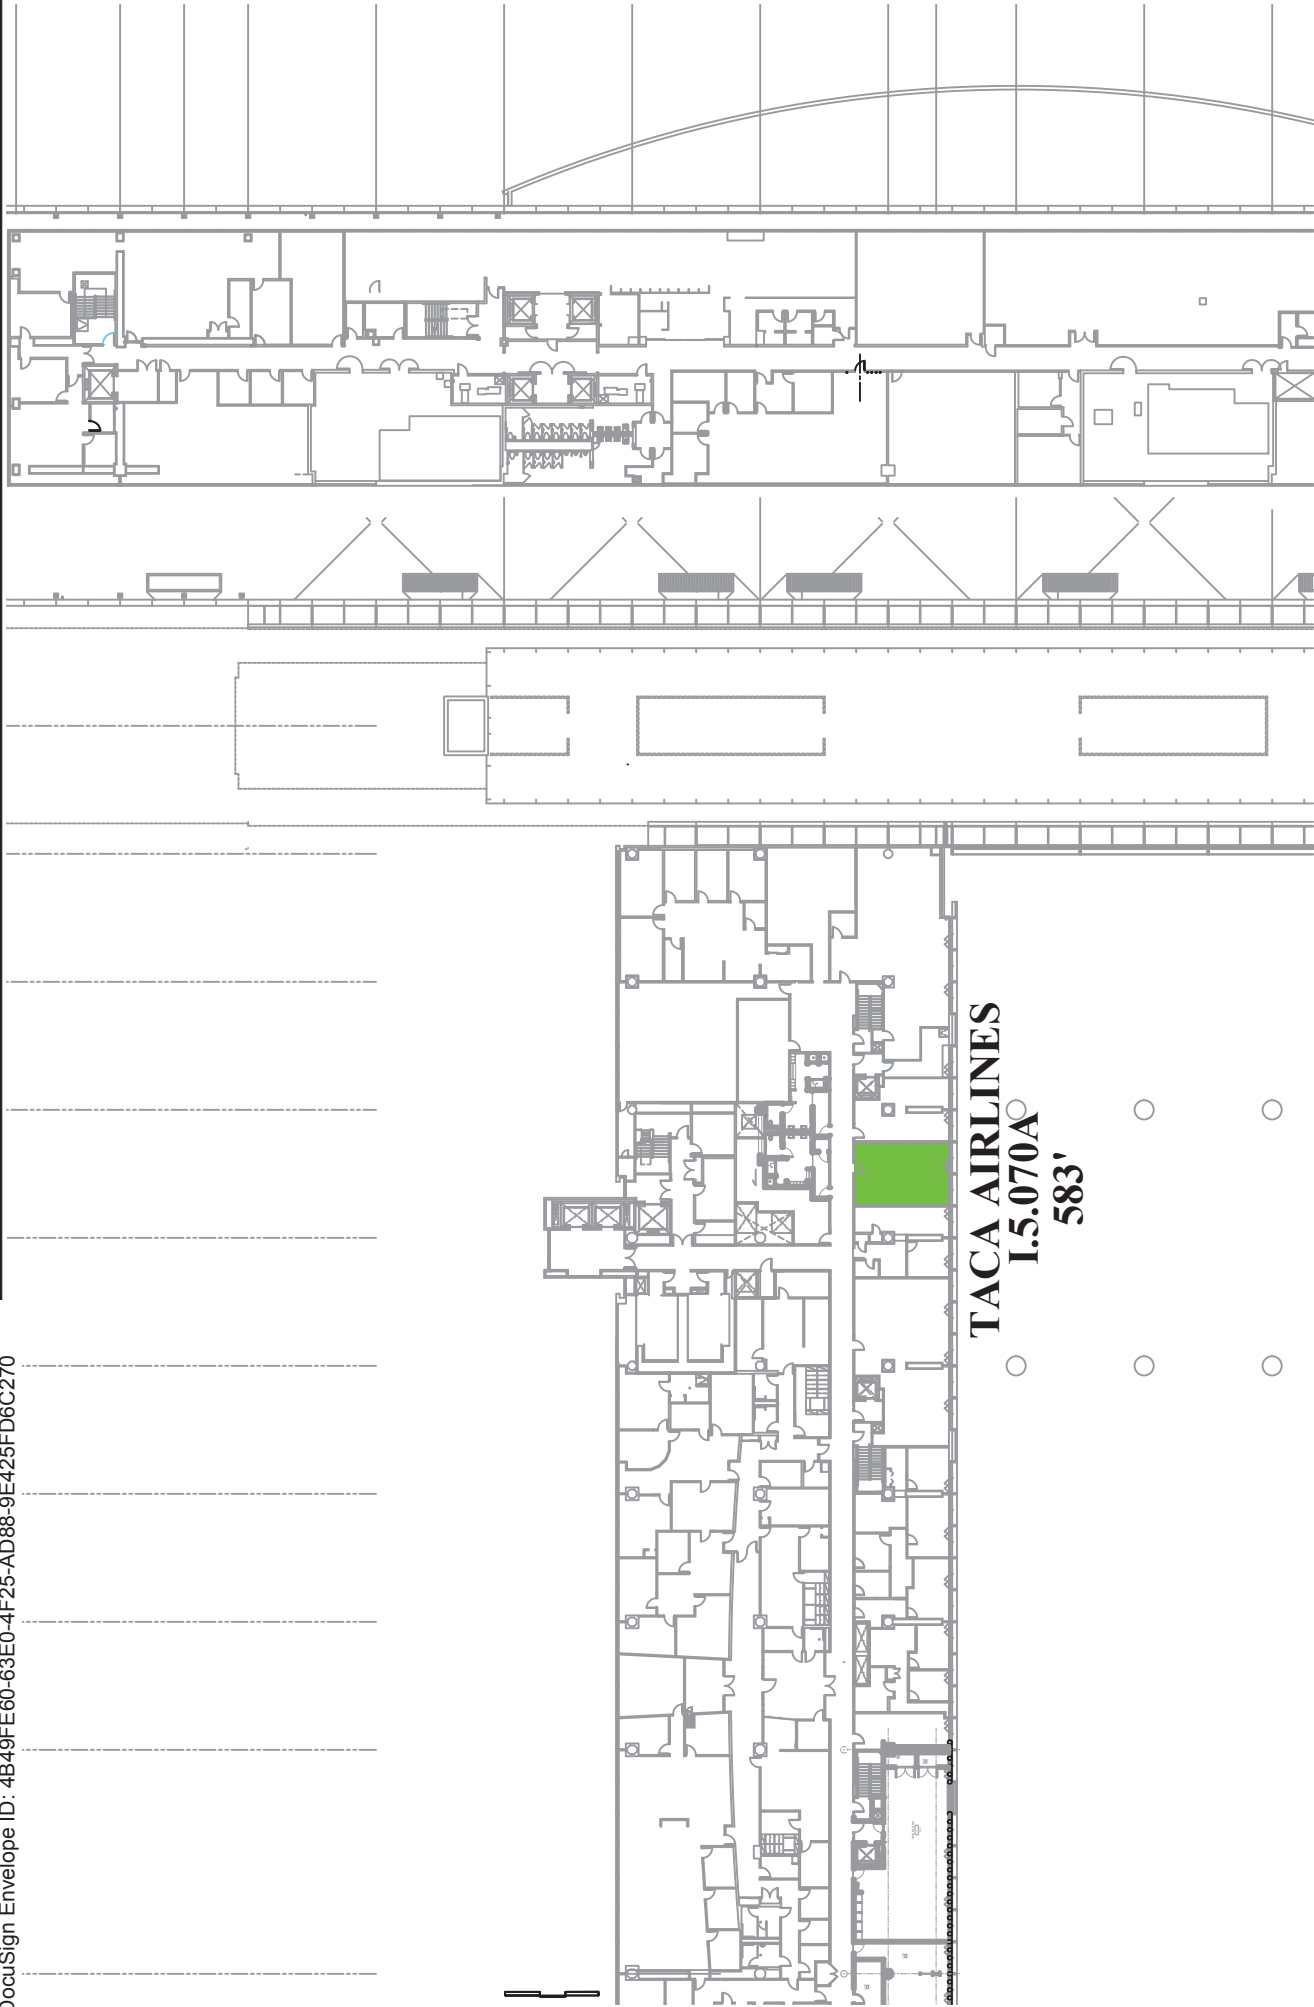 TACA AIRLINES
I.5.070A
583'
DocuSign Envelope ID: 4B49FE60-63E0-4F25-AD88-9E425FD6C270